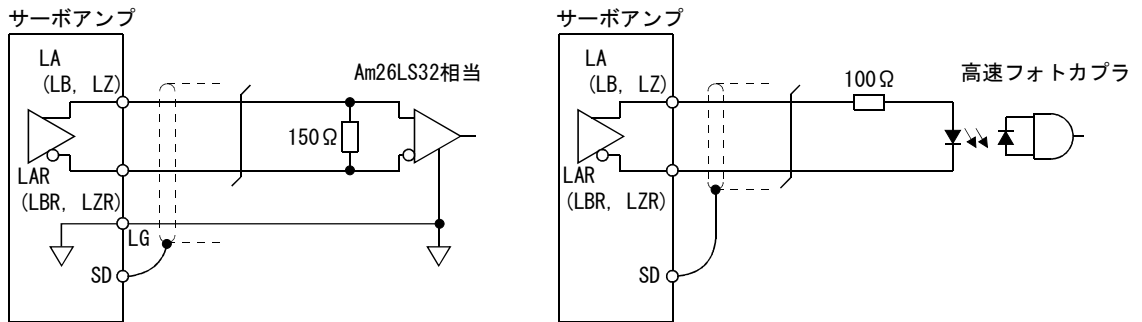 サーボアンプ
LA
(LB, LZ)
Am26LS32相当
150Ω
LAR
(LBR, LZR)
LG
SD
サーボアンプ
LA
(LB, LZ)
100Ω
高速フォトカプラ
LAR
(LBR, LZR)
SD